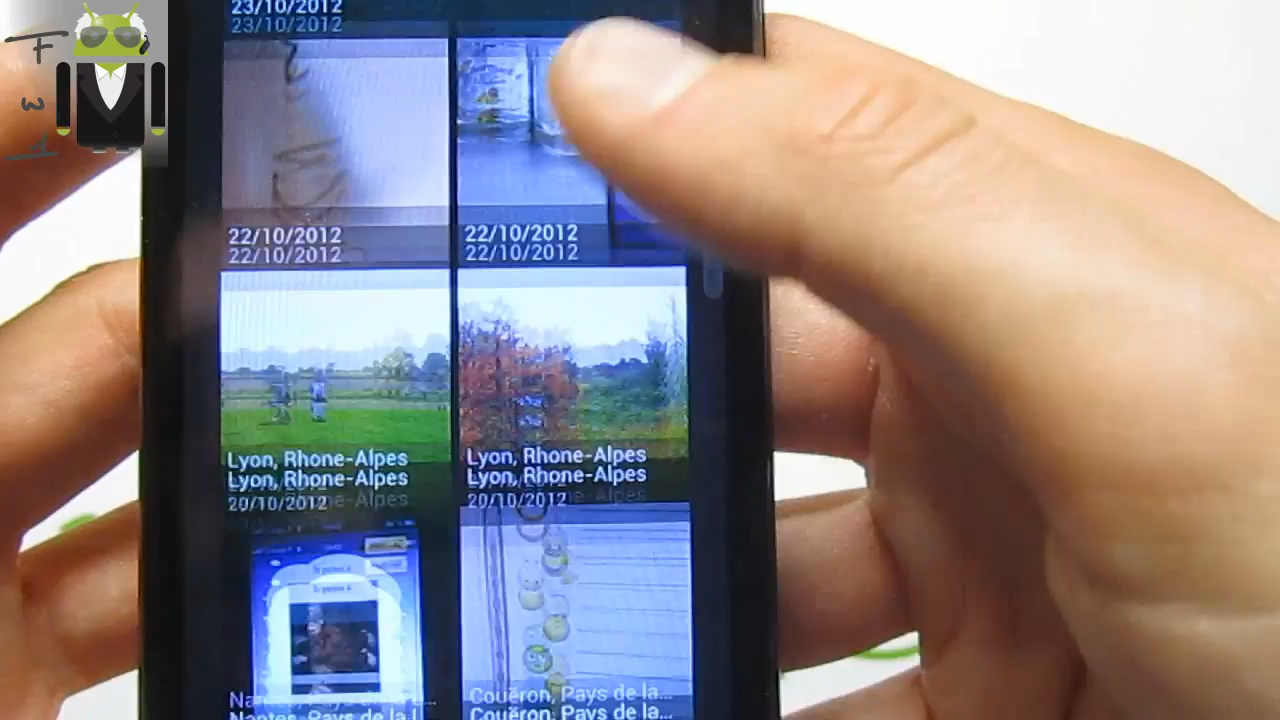 23/10/2012
23/10/2012
F
W
1
22/10/2012
22/10/2012
22/10/2012
22/10/2012
Lyon, Rhone-Alpes
Lyon, Rhone-Alpes
20/10/2012
Lyon, Rhone-Alpes
Lyon, Rhone-Alpes
20/10/2012
Couëron, Pays de la...
Couëron, Pays de la...